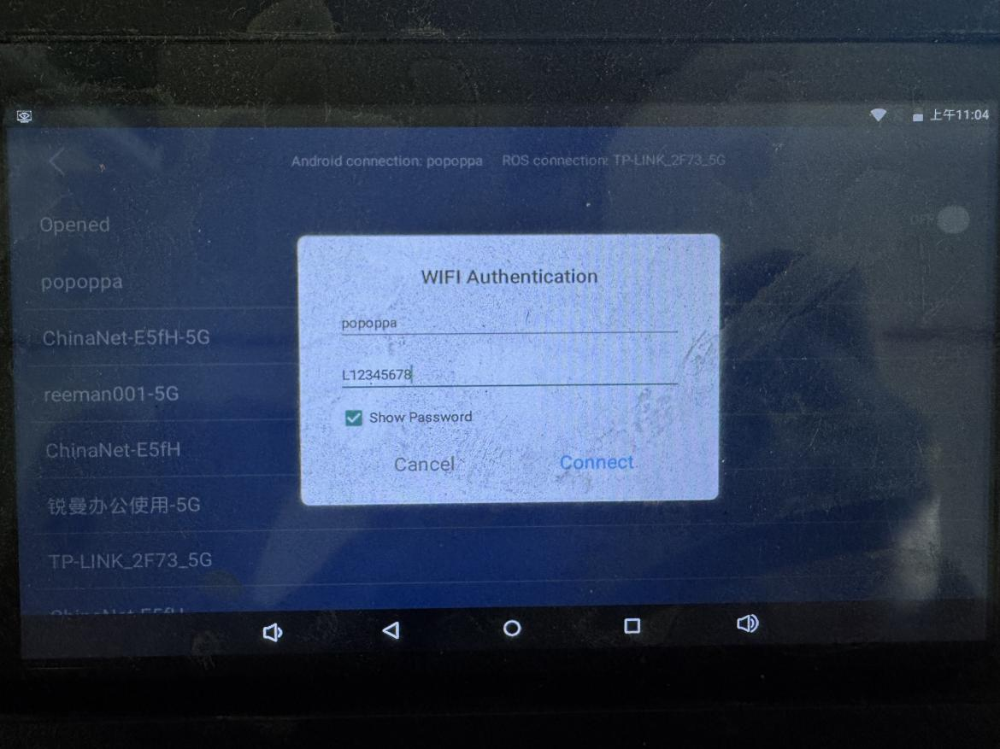 上午11:04
Android connection: popoppa ROS connection: TP-LINK_2F73_5G
Opened
OFF
popoppa
ChinaNet-E5fH-5G
reeman001-5G
ChinaNet-E5fH
锐曼办公使用-5G
TP-LINK_2F73_5G
ChinaNet-E5fH
WIFI Authentication
popoppa
L12345678
Show Password
Cancel
Connect